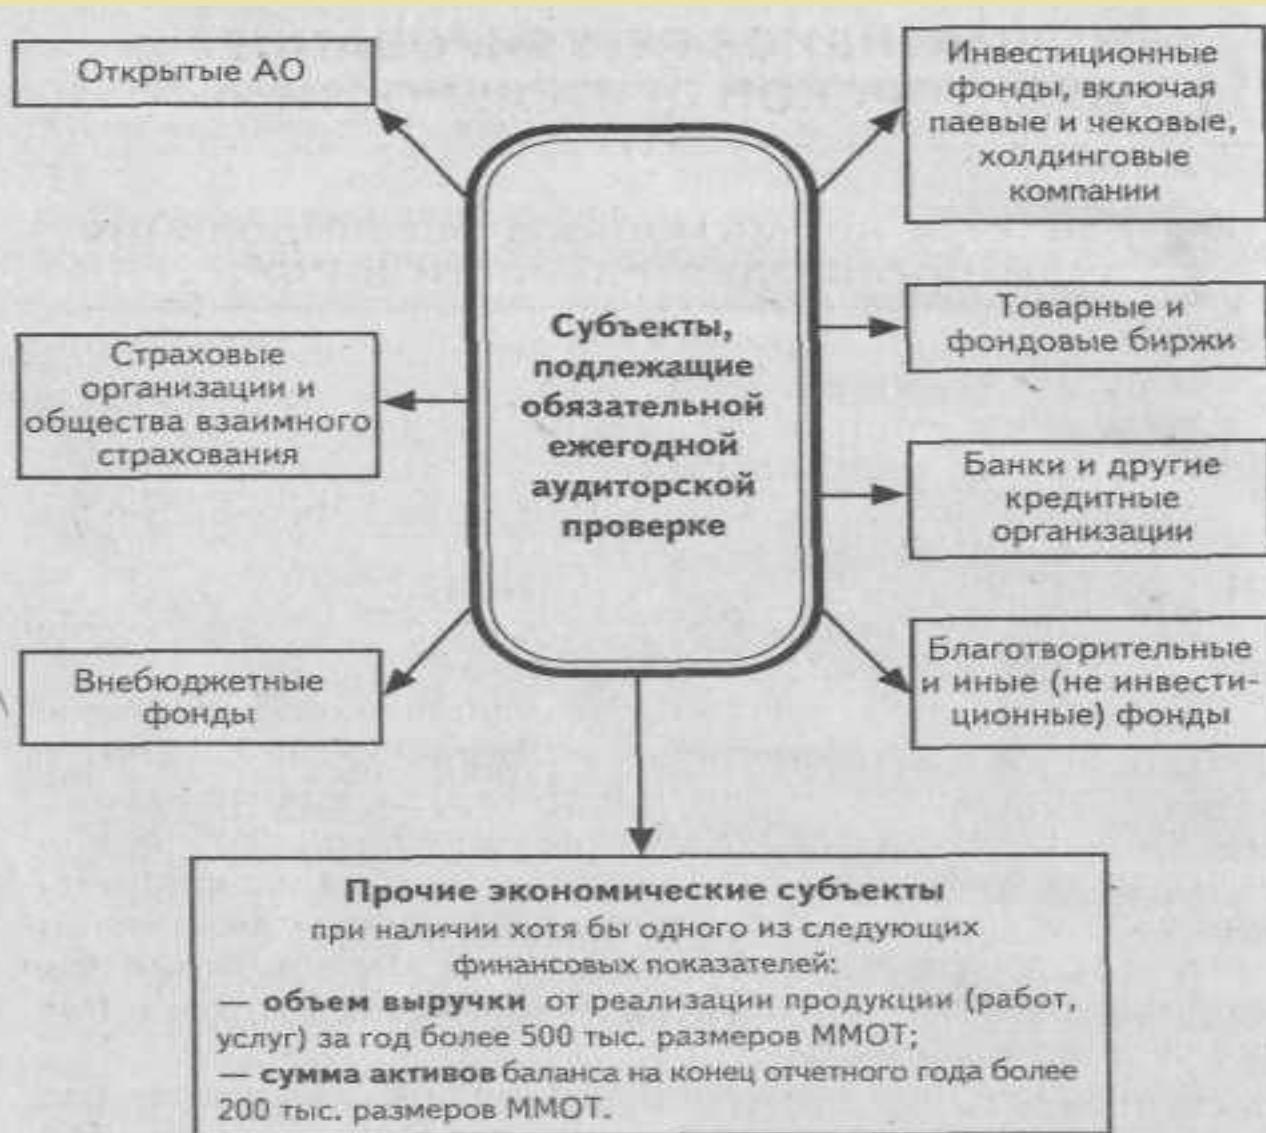 Открытые АО
Инвестиционные
фонды, включая
паевые и чековые,
холдинговые
компании
Субъекты,
подлежащие
обязательной
ежегодной
аудиторской
проверке
Страховые
организации и
общества взаимного
страхования
Товарные и
фондовые биржи
Банки и другие
кредитные
организации
Внебюджетные
фонды
Благотворительные
и иные (не инвести-
ционные) фонды
Прочие экономические субъекты
при наличии хотя бы одного из следующих
финансовых показателей:
— объем выручки от реализации продукции (работ,
услуг) за год более 500 тыс. размеров ММОТ;
— сумма активов баланса на конец отчетного года более
200 тыс. размеров ММОТ.